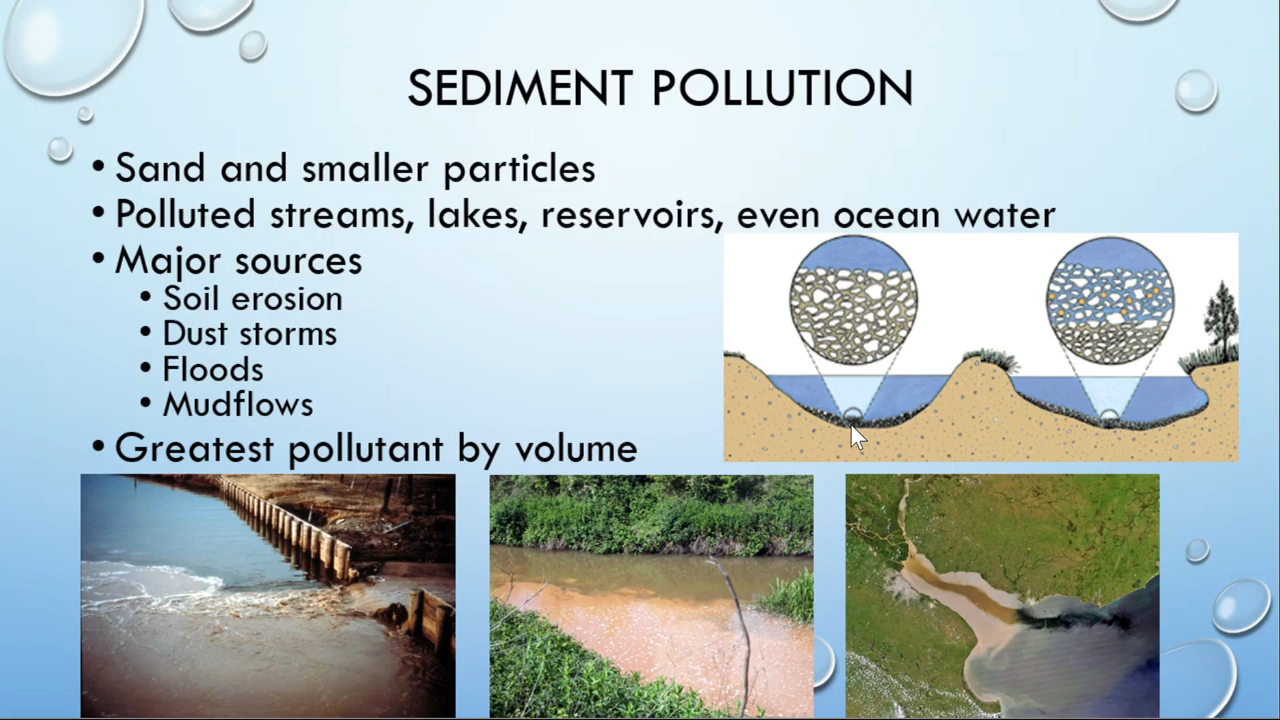 SEDIMENT POLLUTION
• Sand and smaller particles
• Polluted streams, lakes, reservoirs, even ocean water
• Major sources
• Soil erosion
• Dust storms
• Floods
• Mudflows
• Greatest pollutant by volume